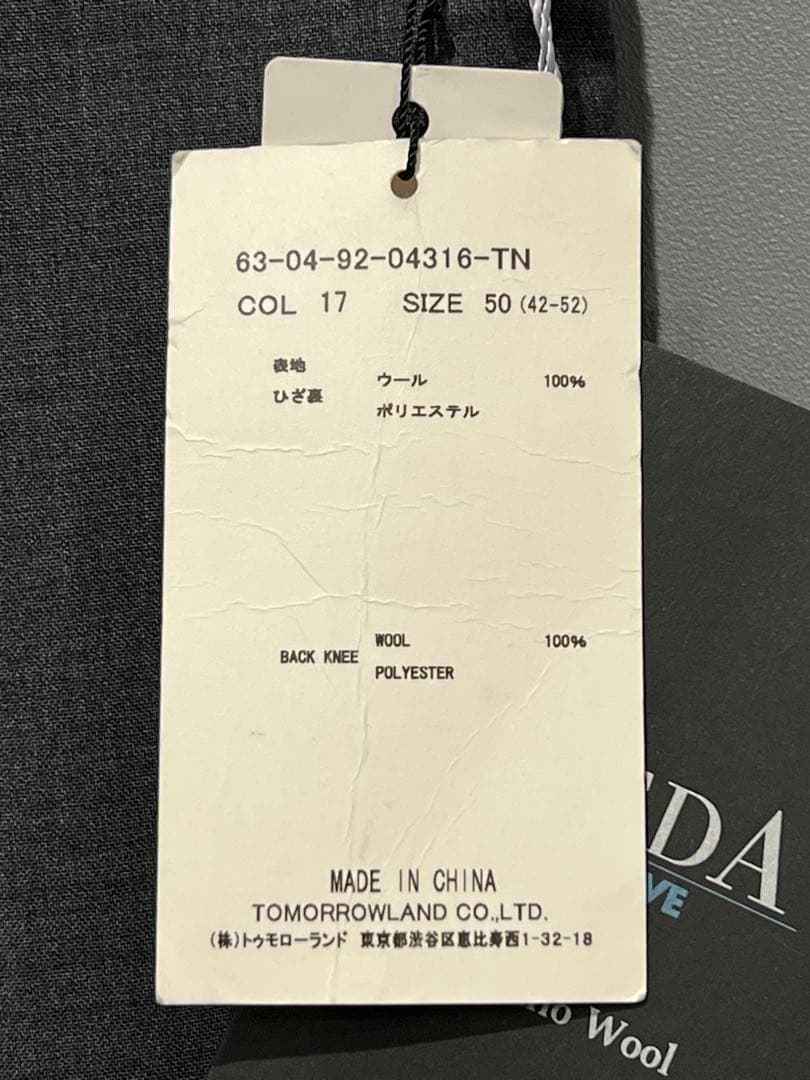 63-04-92-04316-TN
COL 17 SIZE 50 (42-52)
表地
ウール 100%
ひざ裏
ポリエステル
WOOL 100%
BACK KNEE
POLYESTER
MADE IN CHINA
TOMORROWLAND CO.,LTD.
(株)トゥモローランド 東京都渋谷区恵比寿西1-32-18
Wool